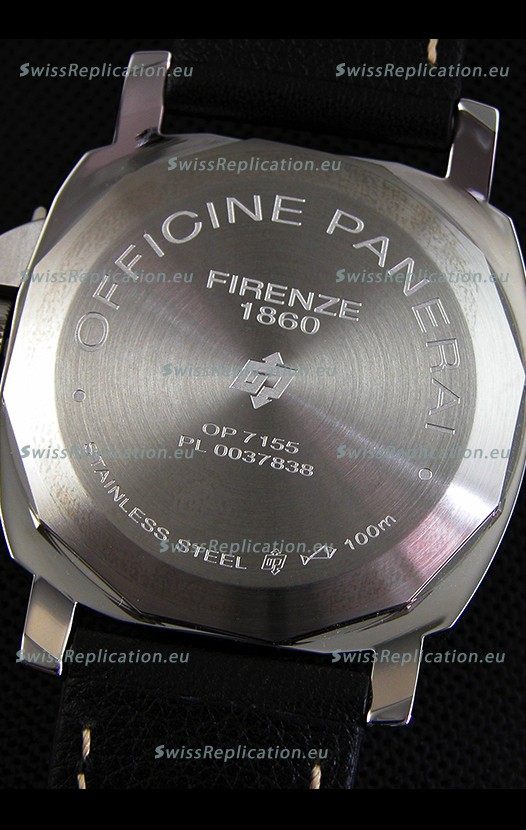 SwissReplication.eu SwissReplication.eu
SwissReplication.eu
OFFICINE PANERAI
SwissReplication.eu SwissReplication.eu
FIRENZE
1860
SwissReplication.eu
SwissReplication.eu SwissReplication.eu
OP 7155
PL 0037838
STAINLESS STEEL OP 100m
SwissReplication.eu
SwissReplication.eu SwissReplication.eu
SwissReplication.eu